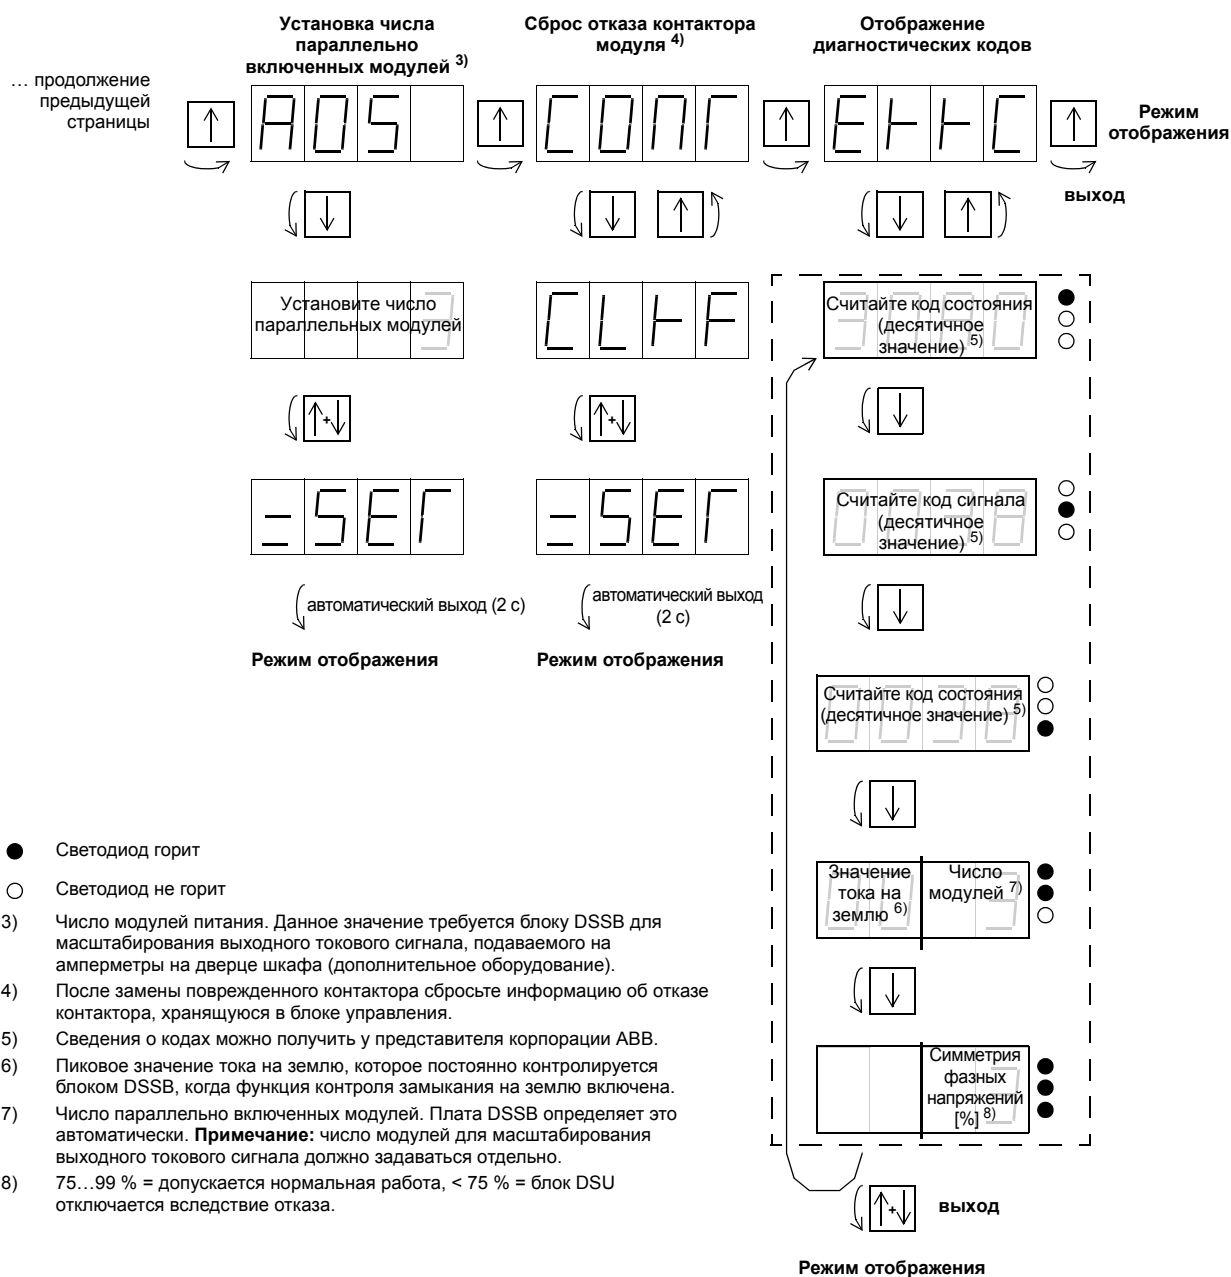 Установка числа
параллельно
включенных модулей 3)
Сброс отказа контактора
модуля 4)
Отображение
диагностических кодов
… продолжение
предыдущей
страницы
Режим
отображения
выход
Установите число
параллельных модулей
Считайте код состояния
(десятичное
значение) 5)
Считайте код сигнала
(десятичное
значение) 5)
автоматический выход (2 с)
автоматический выход
(2 с)
Режим отображения
Режим отображения
Считайте код состояния
(десятичное значение) 5)
Значение
тока на
землю 6)
Число
модулей 7)
Симметрия
фазных
напряжений
[%] 8)
выход
Режим отображения
Светодиод горит
Светодиод не горит
3) Число модулей питания. Данное значение требуется блоку DSSB для
масштабирования выходного токового сигнала, подаваемого на
амперметры на дверце шкафа (дополнительное оборудование).
4) После замены поврежденного контактора сбросьте информацию об отказе
контактора, хранящуюся в блоке управления.
5) Сведения о кодах можно получить у представителя корпорации ABB.
6) Пиковое значение тока на землю, которое постоянно контролируется
блоком DSSB, когда функция контроля замыкания на землю включена.
7) Число параллельно включенных модулей. Плата DSSB определяет это
автоматически. Примечание: число модулей для масштабирования
выходного токового сигнала должно задаваться отдельно.
8) 75…99 % = допускается нормальная работа, < 75 % = блок DSU
отключается вследствие отказа.